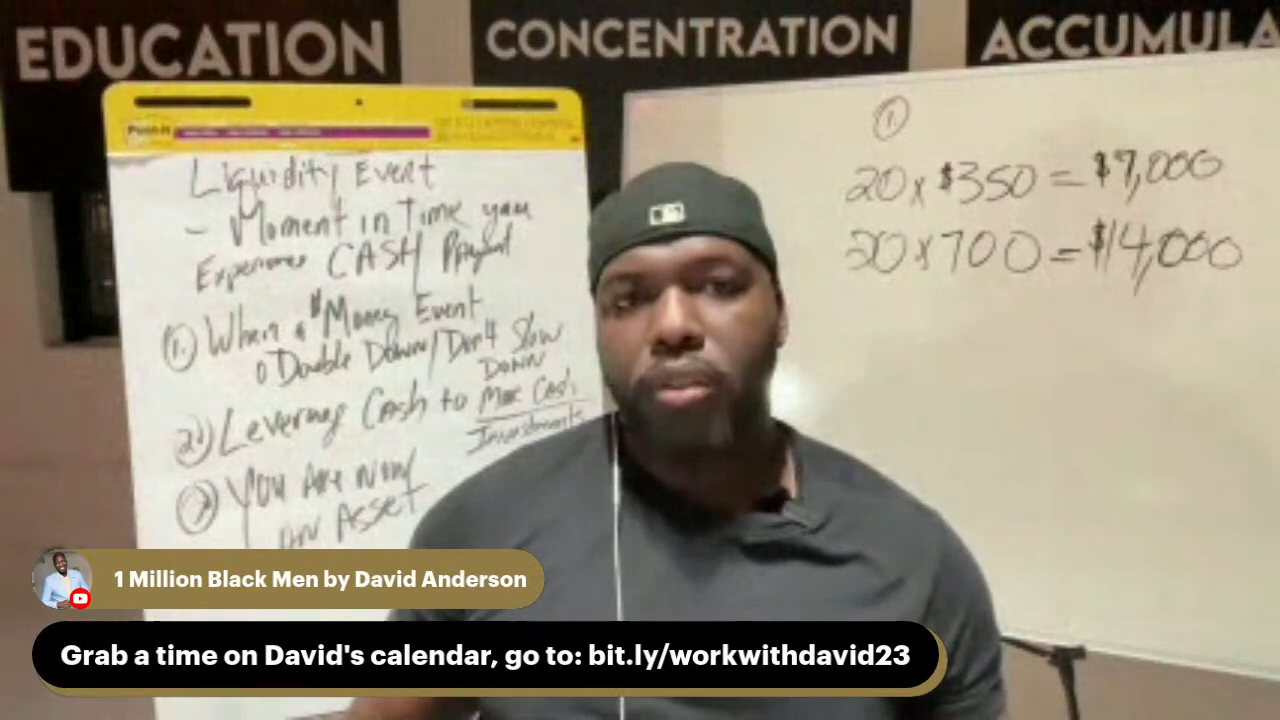 EDUCATION
CONCENTRATION
ACCUMULA
Post-it
Liquidity Event
- Moment in Time you
Experience CASH Payout
1. When a $Money Event
o Double Down/Don't Slow
Down
2. Leveraging Cash to Max Cash
Investments
3 You Are Now
an Asset
1
20 x $350 = $7,000
20 x 700 = $14,000
1 Million Black Men by David Anderson
Grab a time on David's calendar, go to: bit.ly/workwithdavid23